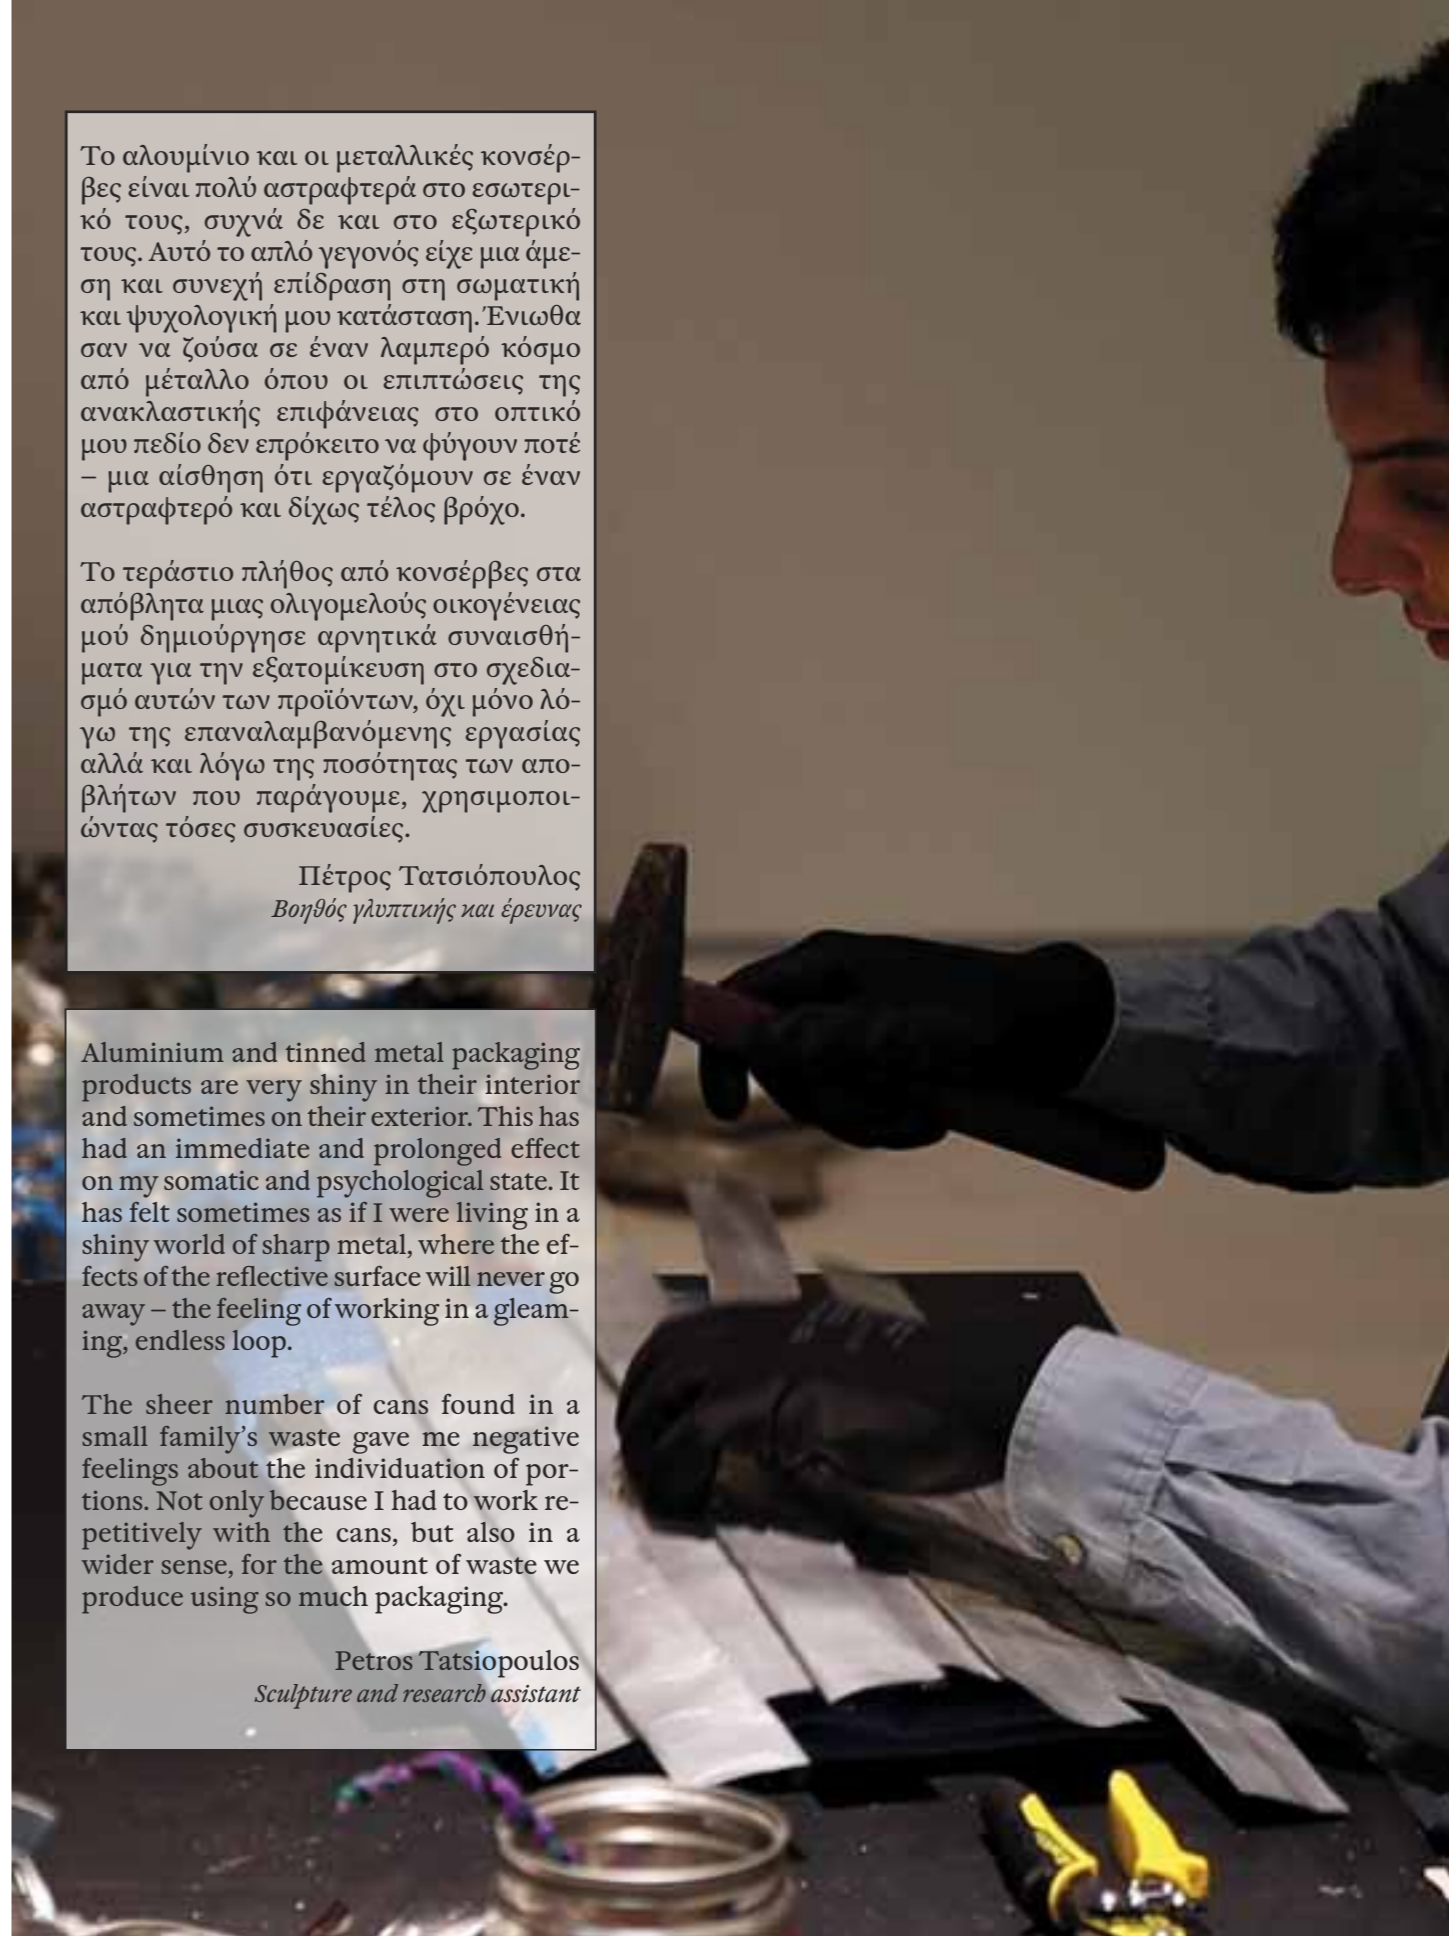 Το αλουμίνιο και οι μεταλλικές κονσέρ-
βες είναι πολύ αστραφτερά στο εσωτερι-
κό τους, συχνά δε και στο εξωτερικό
τους. Αυτό το απλό γεγονός είχε μια άμε-
ση και συνεχή επίδραση στη σωματική
και ψυχολογική μου κατάσταση. Ένιωθα
σαν να ζούσα σε έναν λαμπερό κόσμο
από μέταλλο όπου οι επιπτώσεις της
ανακλαστικής επιφάνειας στο οπτικό
μου πεδίο δεν επρόκειτο να φύγουν ποτέ
– μια αίσθηση ότι εργαζόμουν σε έναν
αστραφτερό και δίχως τέλος βρόχο.
Το τεράστιο πλήθος από κονσέρβες στα
απόβλητα μιας ολιγομελούς οικογένειας
μού δημιούργησε αρνητικά συναισθή-
ματα για την εξατομίκευση στο σχεδια-
σμό αυτών των προϊόντων, όχι μόνο λό-
γω της επαναλαμβανόμενης εργασίας
αλλά και λόγω της ποσότητας των απο-
βλήτων που παράγουμε, χρησιμοποι-
ώντας τόσες συσκευασίες.
Πέτρος Τατσιόπουλος
Βοηθός γλυπτικής και έρευνας
Aluminium and tinned metal packaging
products are very shiny in their interior
and sometimes on their exterior. This has
had an immediate and prolonged effect
on my somatic and psychological state. It
has felt sometimes as if I were living in a
shiny world of sharp metal, where the ef-
fects of the reflective surface will never go
away – the feeling of working in a gleam-
ing, endless loop.
The sheer number of cans found in a
small family’s waste gave me negative
feelings about the individuation of por-
tions. Not only because I had to work re-
petitively with the cans, but also in a
wider sense, for the amount of waste we
produce using so much packaging.
Petros Tatsiopoulos
Sculpture and research assistant